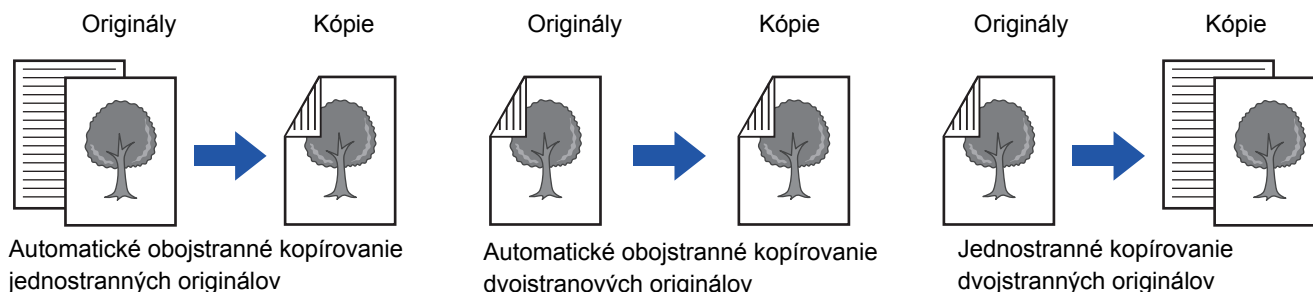 Originály Kópie Originály Kópie Originály Kópie
Automatické obojstranné kopírovanie
jednostranných originálov
Automatické obojstranné kopírovanie
dvojstranových originálov
Jednostranné kopírovanie
dvojstranných originálov